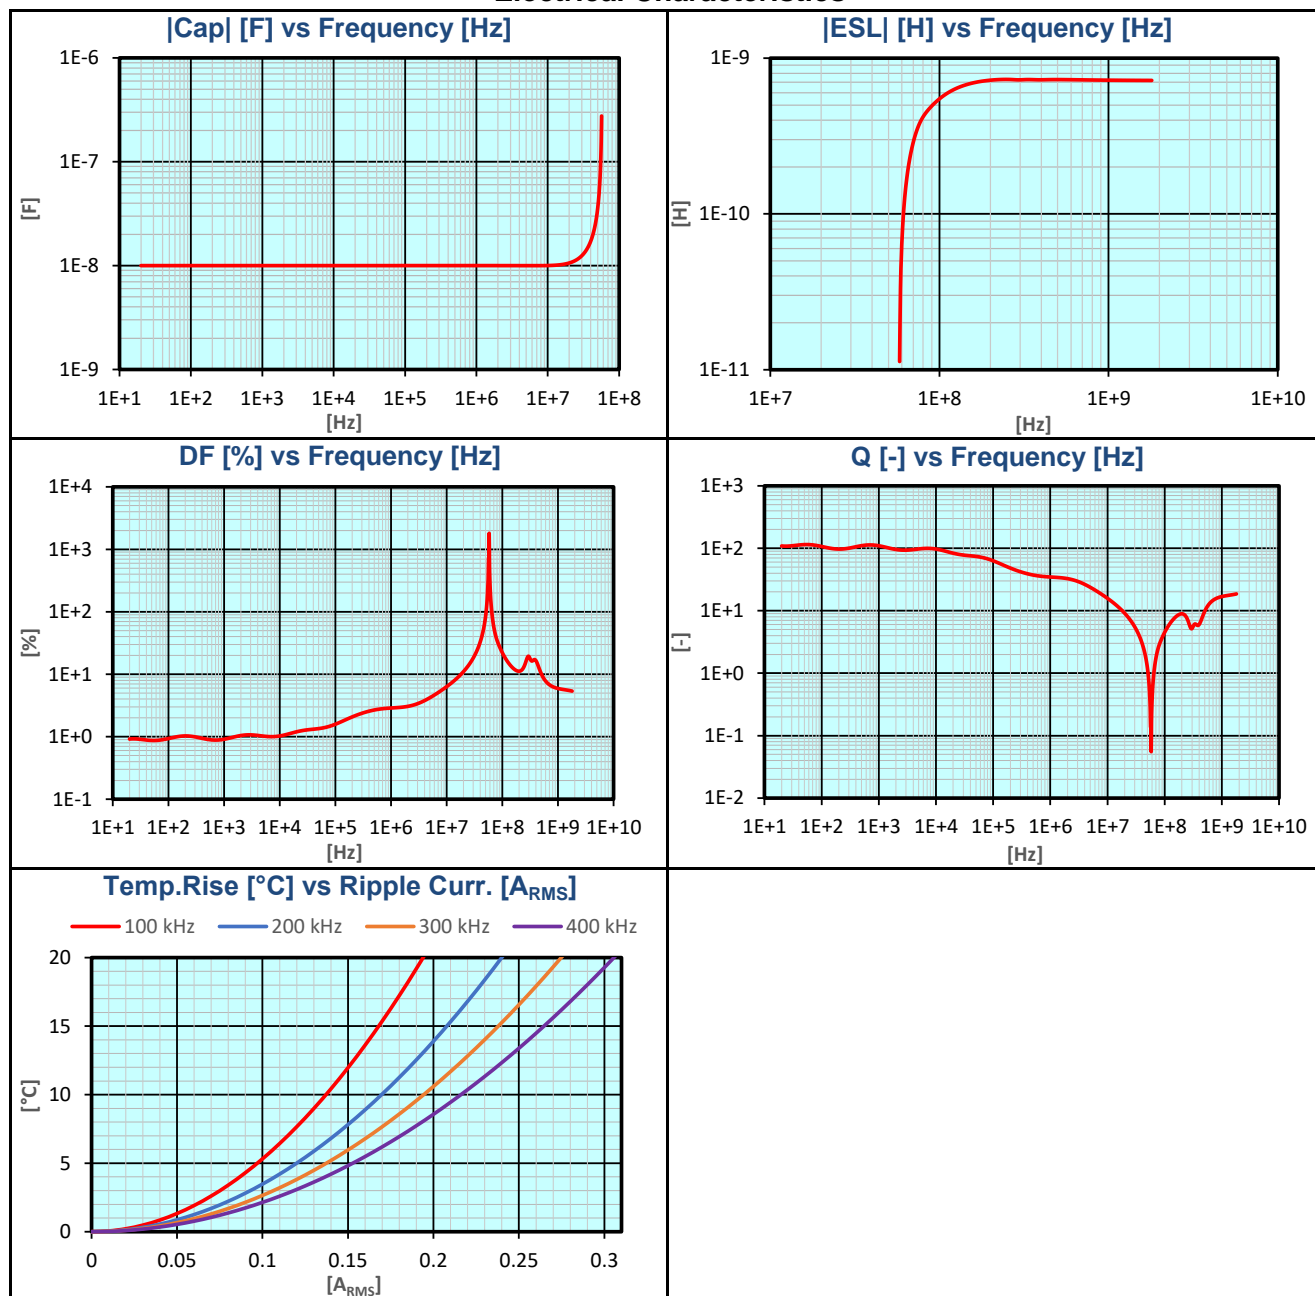 Electrical Characteristics
|Cap| [F] vs Frequency [Hz]
1E-6
1E-7
1E-8
1E-9
[F]
1E+1 1E+2 1E+3 1E+4 1E+5 1E+6 1E+7 1E+8
[Hz]
|ESL| [H] vs Frequency [Hz]
1E-9
1E-10
1E-11
[H]
1E+7 1E+8 1E+9 1E+10
[Hz]
DF [%] vs Frequency [Hz]
1E+4
1E+3
1E+2
1E+1
1E+0
1E-1
[%]
1E+1 1E+2 1E+3 1E+4 1E+5 1E+6 1E+7 1E+8 1E+9 1E+10
[Hz]
Q [-] vs Frequency [Hz]
1E+3
1E+2
1E+1
1E+0
1E-1
1E-2
[-]
1E+1 1E+2 1E+3 1E+4 1E+5 1E+6 1E+7 1E+8 1E+9 1E+10
[Hz]
Temp.Rise [°C] vs Ripple Curr. [ARMS]
100 kHz 200 kHz 300 kHz 400 kHz
20
15
10
5
0
[°C]
0 0.05 0.1 0.15 0.2 0.25 0.3
[ARMS]